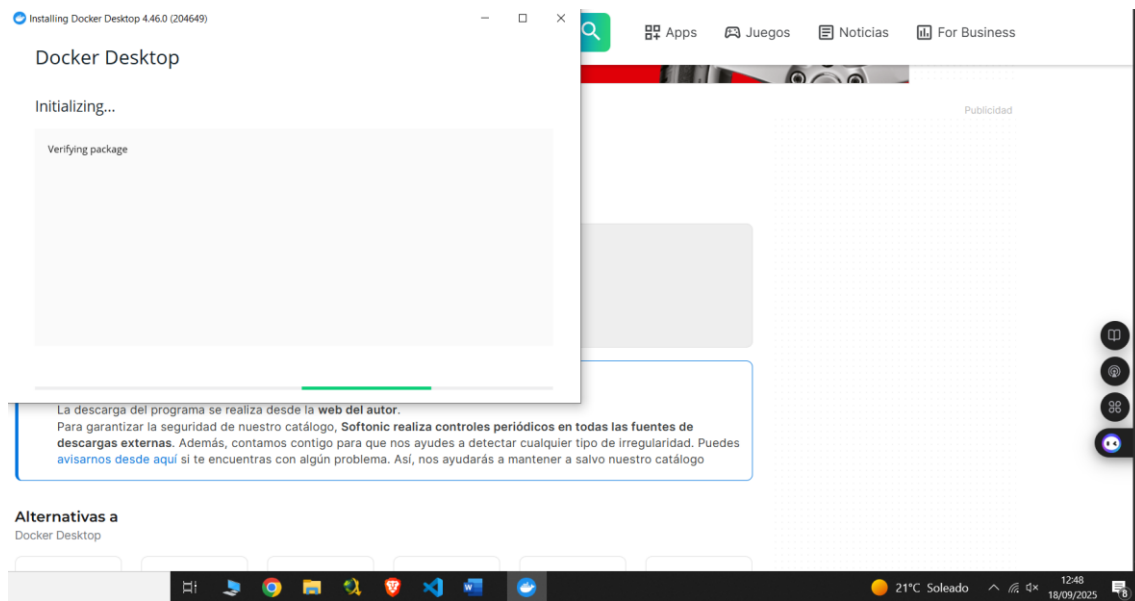 Installing Docker Desktop 4.46.0 (204649)
Docker Desktop
Initializing...
Verifying package
Apps
Juegos
Noticias
For Business
Publicidad
La descarga del programa se realiza desde la web del autor.
Para garantizar la seguridad de nuestro catálogo, Softonic realiza controles periódicos en todas las fuentes de
descargas externas. Además, contamos contigo para que nos ayudes a detectar cualquier tipo de irregularidad. Puedes
avisarnos desde aquí si te encuentras con algún problema. Así, nos ayudarás a mantener a salvo nuestro catálogo
Alternativas a
Docker Desktop
21°C Soleado
12:48
18/09/2025
8